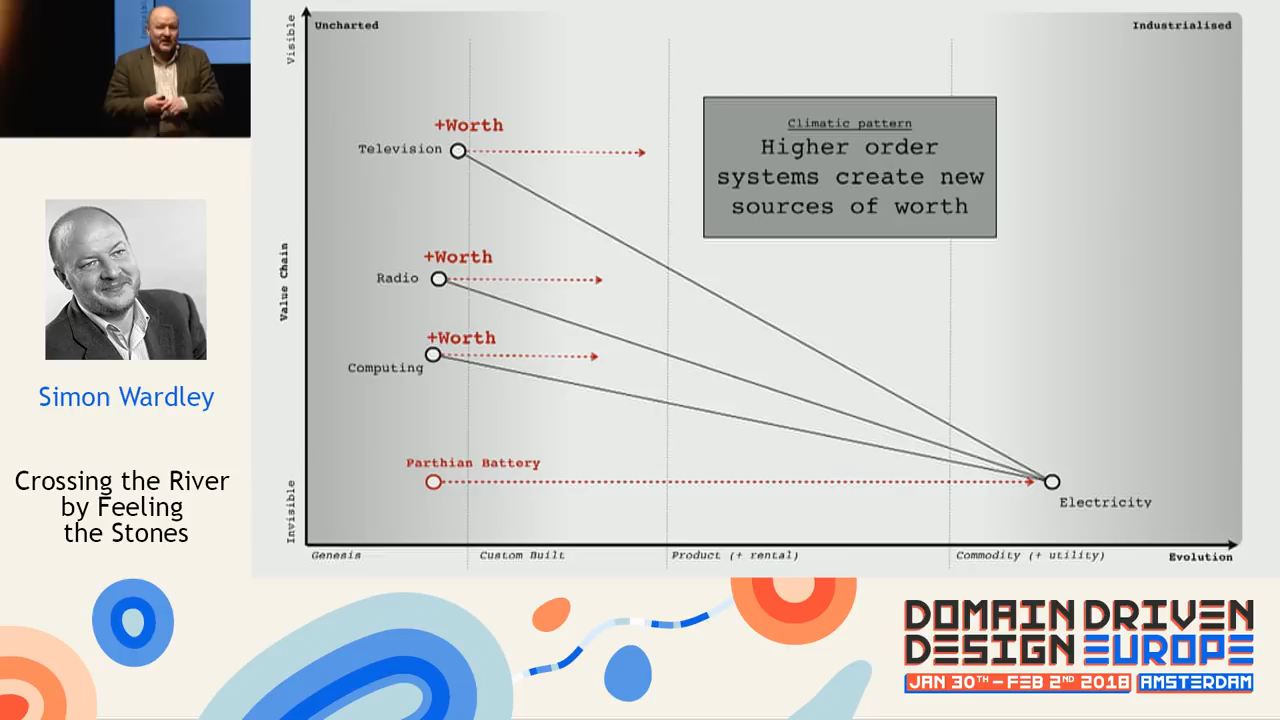 Simon Wardley
Crossing the River
by Feeling
the Stones
Uncharted
Industrialised
Visible
Value Chain
Invisible
Climatic pattern
Higher order
systems create new
sources of worth
+Worth
Television
+Worth
Radio
+Worth
Computing
Parthian Battery
Electricity
Genesis
Custom Built
Product (+ rental)
Commodity (+ utility)
Evolution
DOMAIN DRIVEN
DESIGN EUROPE
JAN 30TH - FEB 2ND 2018 AMSTERDAM